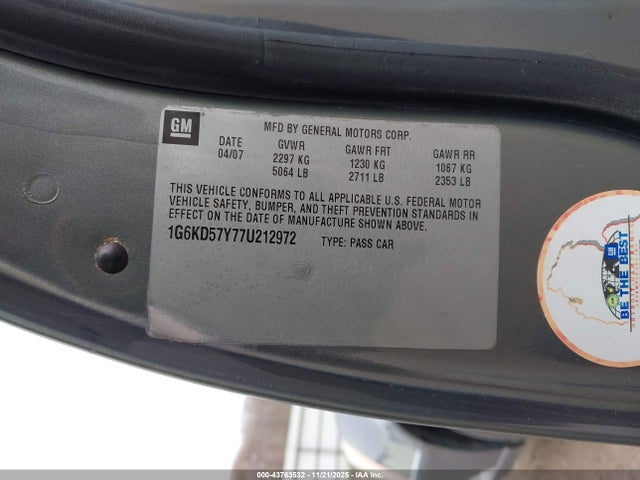 GM
MFD BY GENERAL MOTORS CORP.
DATE GVWR GAWR FRT GAWR RR
04/07 2297 KG 1230 KG 1067 KG
5064 LB 2711 LB 2353 LB
THIS VEHICLE CONFORMS TO ALL APPLICABLE U.S. FEDERAL MOTOR
VEHICLE SAFETY, BUMPER, AND THEFT PREVENTION STANDARDS IN
EFFECT ON THE DATE OF MANUFACTURE SHOWN ABOVE.
1G6KD57Y77U212972 TYPE: PASS CAR
GM
BE THE BEST
000-43763532 - 11/21/2025 - IAAI.COM